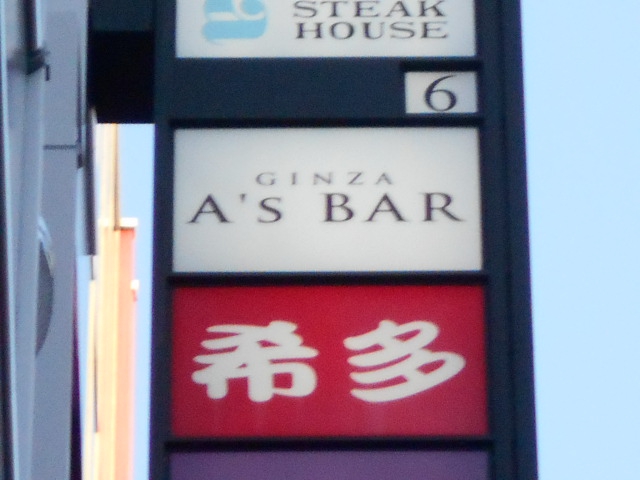 STEAK
HOUSE
6
GINZA
A's BAR
希多